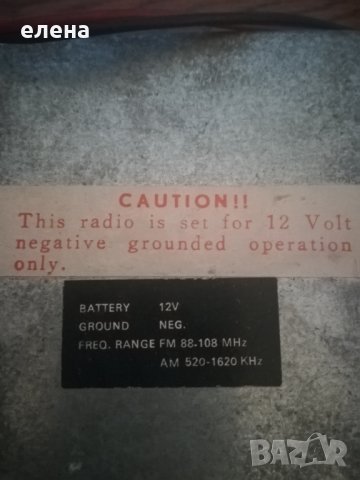 елена
CAUTION!!
This radio is set for 12 Volt
negative grounded operation
only.
BATTERY 12V
GROUND NEG.
FREQ. RANGE FM 88-108 MHz
AM 520-1620 KHz
BAZAR